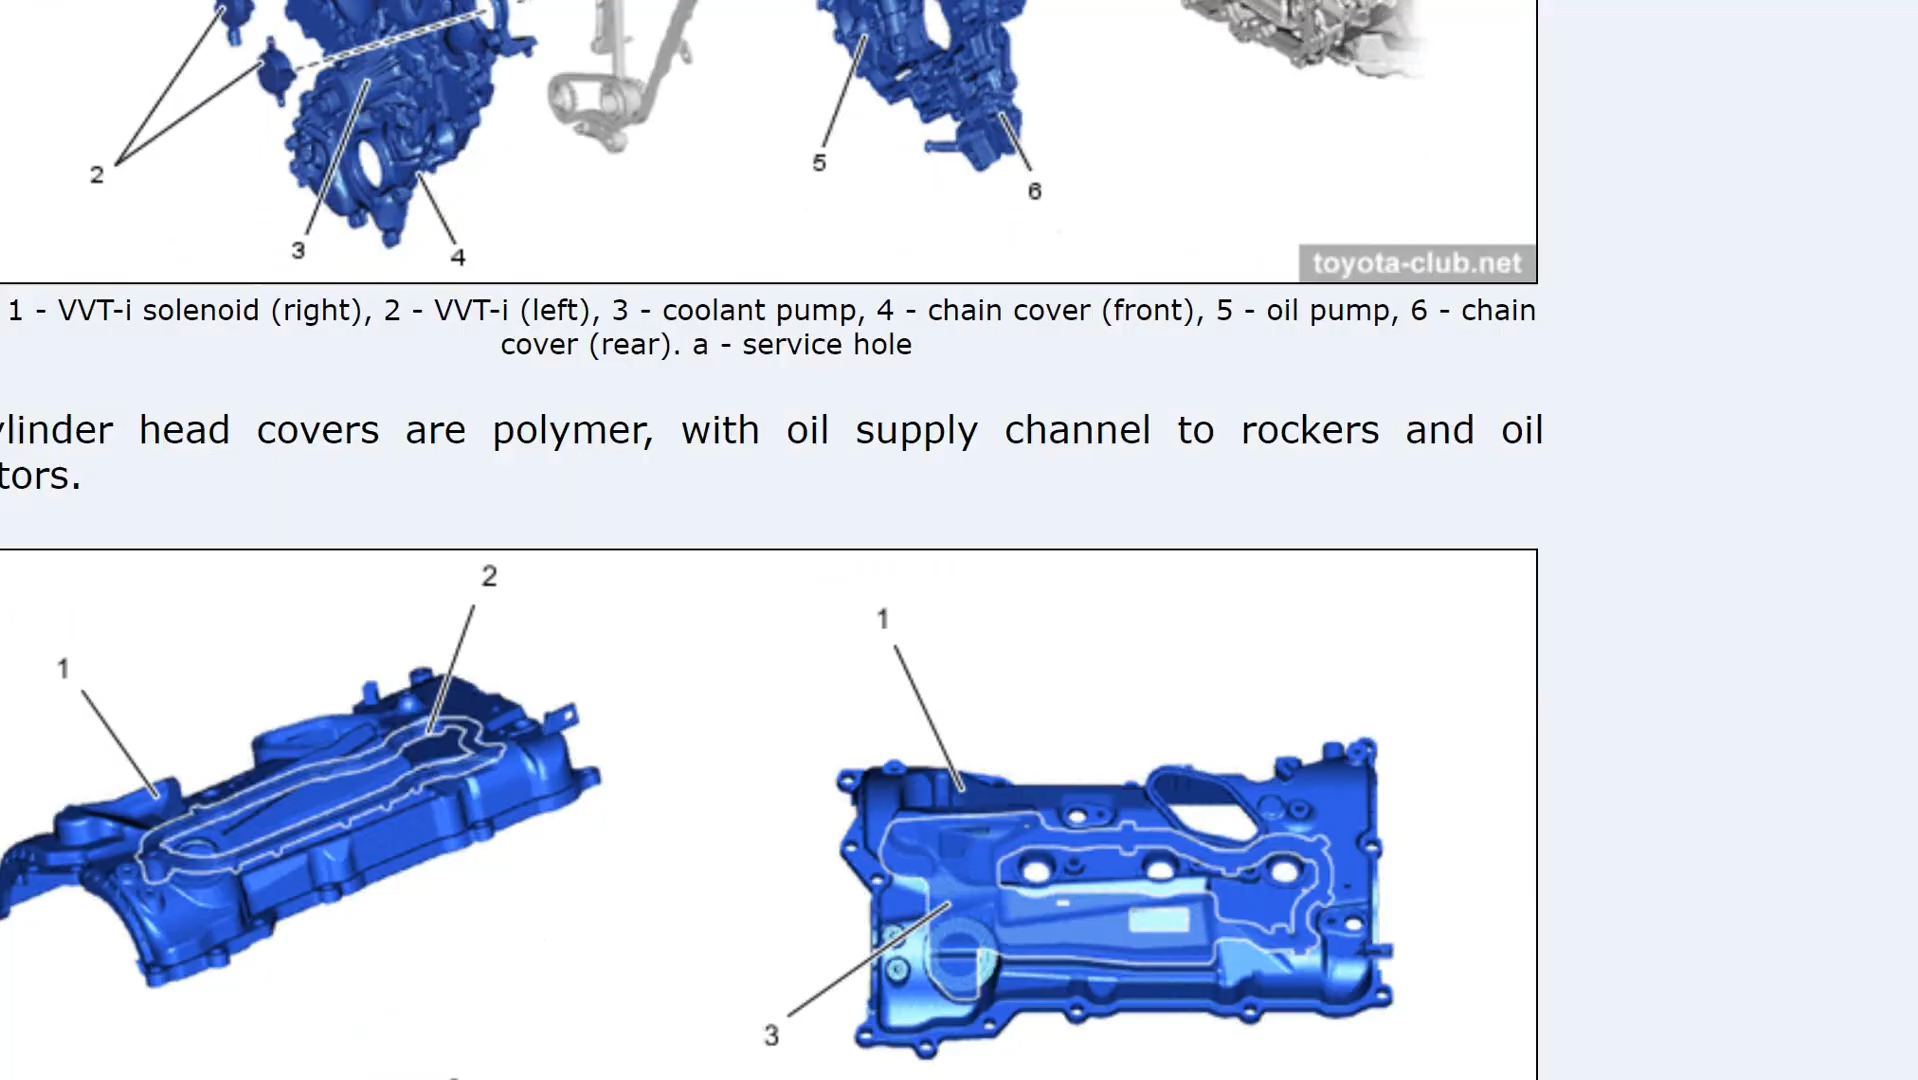 2
3
4
5
6
toyota-club.net
1 - VVT-i solenoid (right), 2 - VVT-i (left), 3 - coolant pump, 4 - chain cover (front), 5 - oil pump, 6 - chain
cover (rear). a - service hole
ylinder head covers are polymer, with oil supply channel to rockers and oil
tors.
2
1
1
3